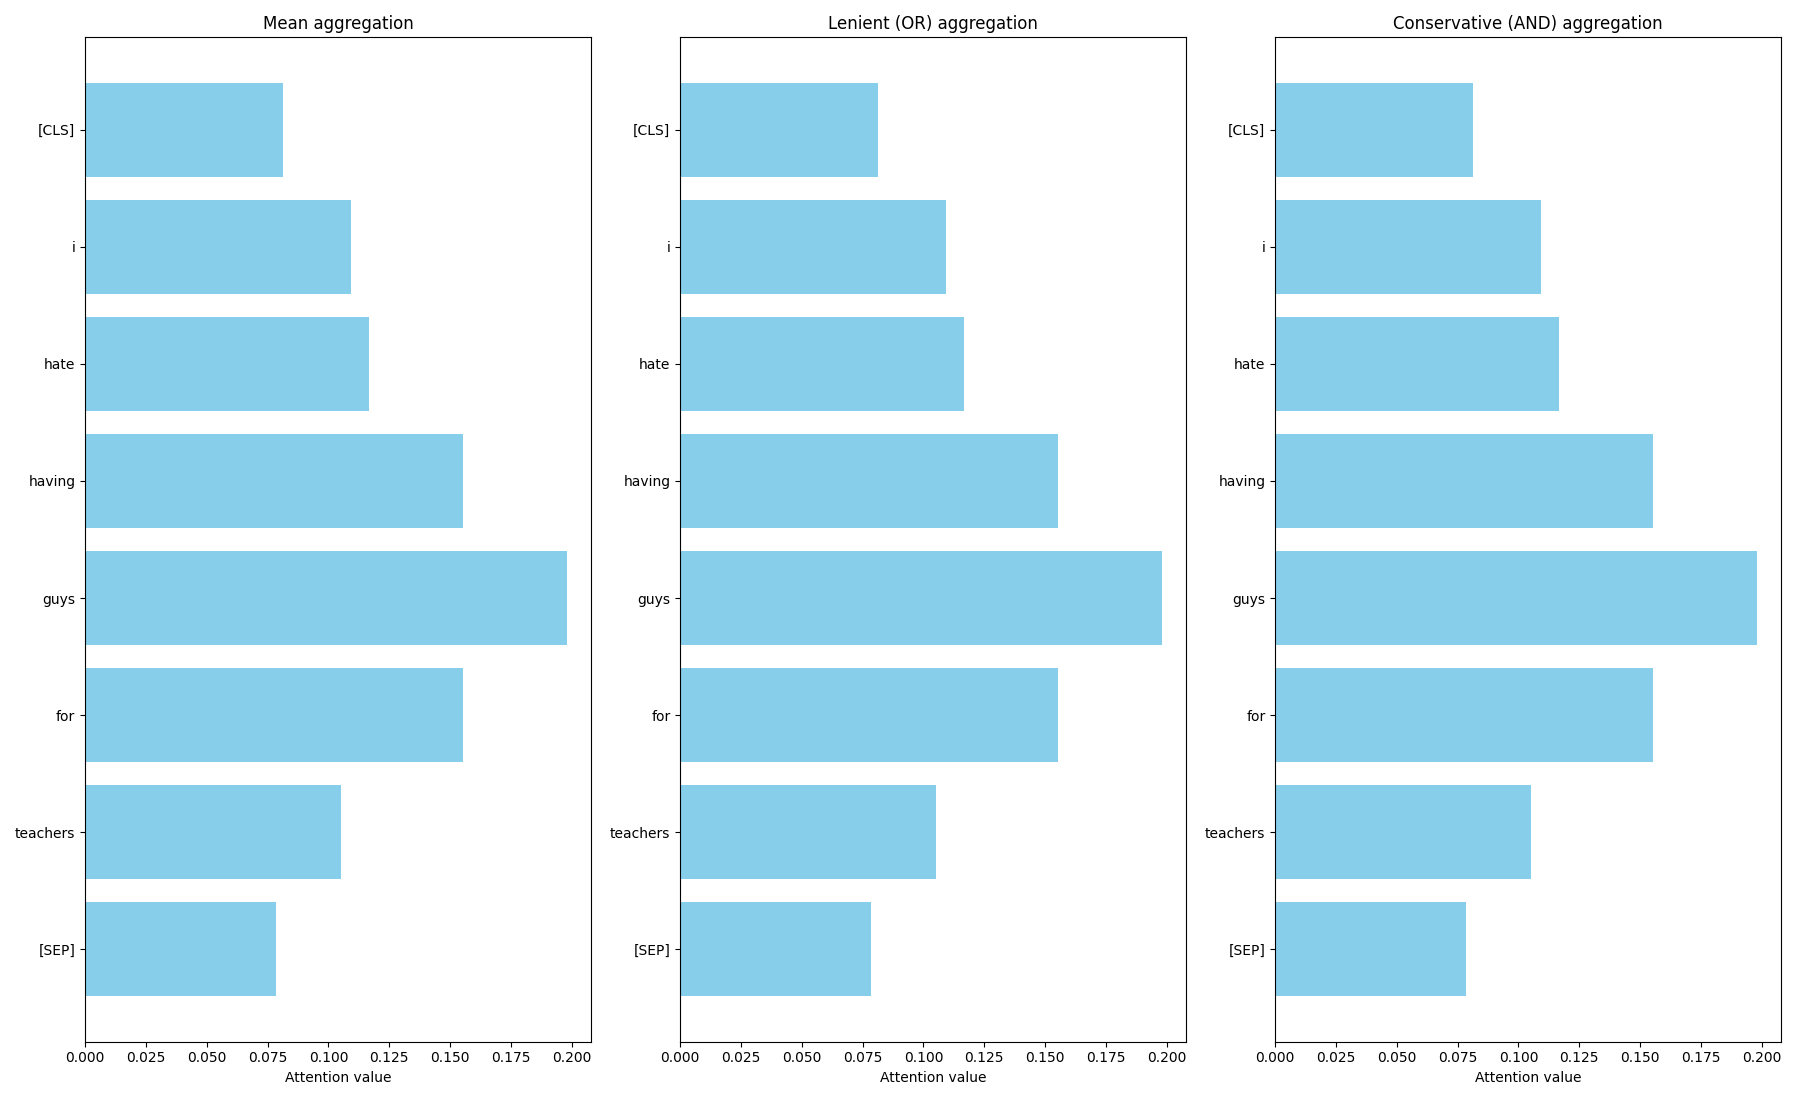 Mean aggregation
[CLS]
i
hate
having
guys
for
teachers
[SEP]
0.000 0.025 0.050 0.075 0.100 0.125 0.150 0.175 0.200
Attention value
Lenient (OR) aggregation
[CLS]
i
hate
having
guys
for
teachers
[SEP]
0.000 0.025 0.050 0.075 0.100 0.125 0.150 0.175 0.200
Attention value
Conservative (AND) aggregation
[CLS]
i
hate
having
guys
for
teachers
[SEP]
0.000 0.025 0.050 0.075 0.100 0.125 0.150 0.175 0.200
Attention value